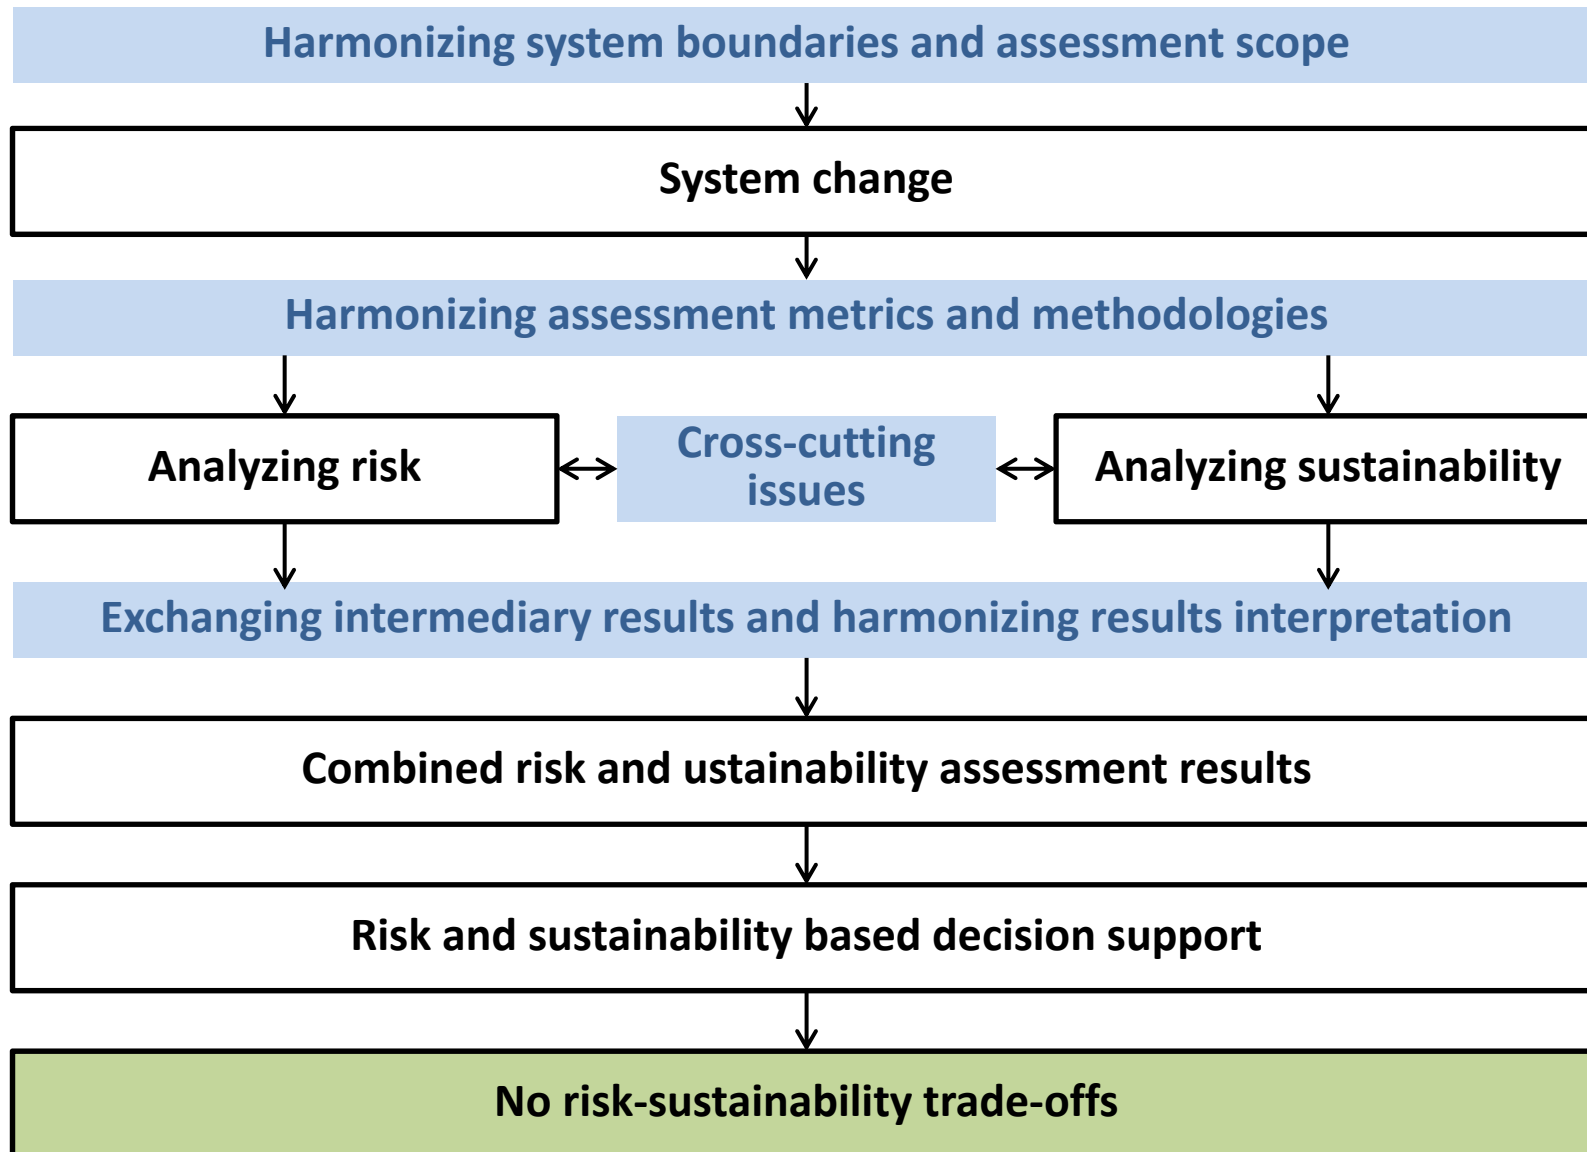 Harmonizing system boundaries and assessment scope
System change
Harmonizing assessment metrics and methodologies
Analyzing risk
Cross-cutting
issues
Analyzing sustainability
Exchanging intermediary results and harmonizing results interpretation
Combined risk and ustainability assessment results
Risk and sustainability based decision support
No risk-sustainability trade-offs